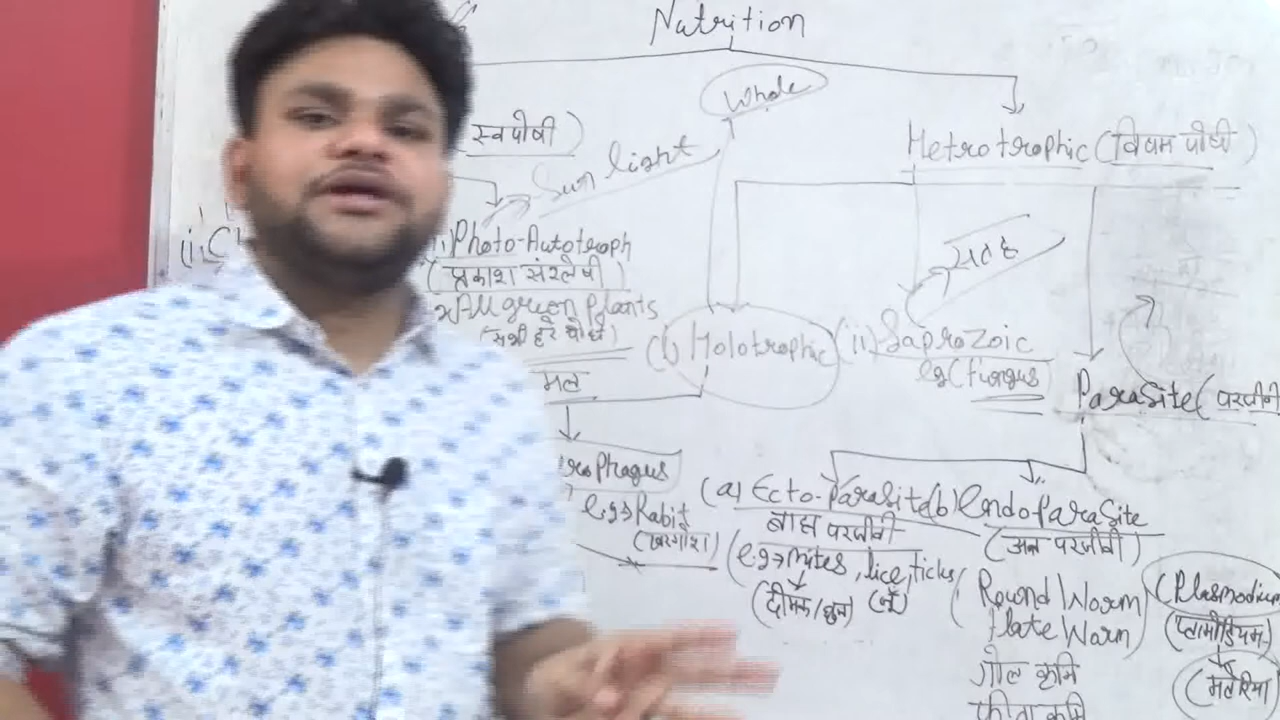 Nutrition
Whole
स्वपोषी)
Sun light
Hetrotrophic (विषम पोषी)
(i) Photo-Autotroph
(प्रकाश संश्लेषी)
All green Plants
(सभी हरे पौधे)
(i) Holotrophic
(ii) Saprozoic
eg (fungus)
Parasite (परजीवी
मल
e.g→ Rabit
(खरगोश)
(a) Ecto-Parasite
बाह्य परजीवी
(e.g→ mites, lice, ticks
(दीमक/घुन) (जूँ)
(b) Endo-Parasite
(अन्त परजीवी)
(Round Worm
Flate Worm)
गोल कृमि
फीता कृमि
(Plasmodium
(प्लामोडियम)
(मलेरिया)